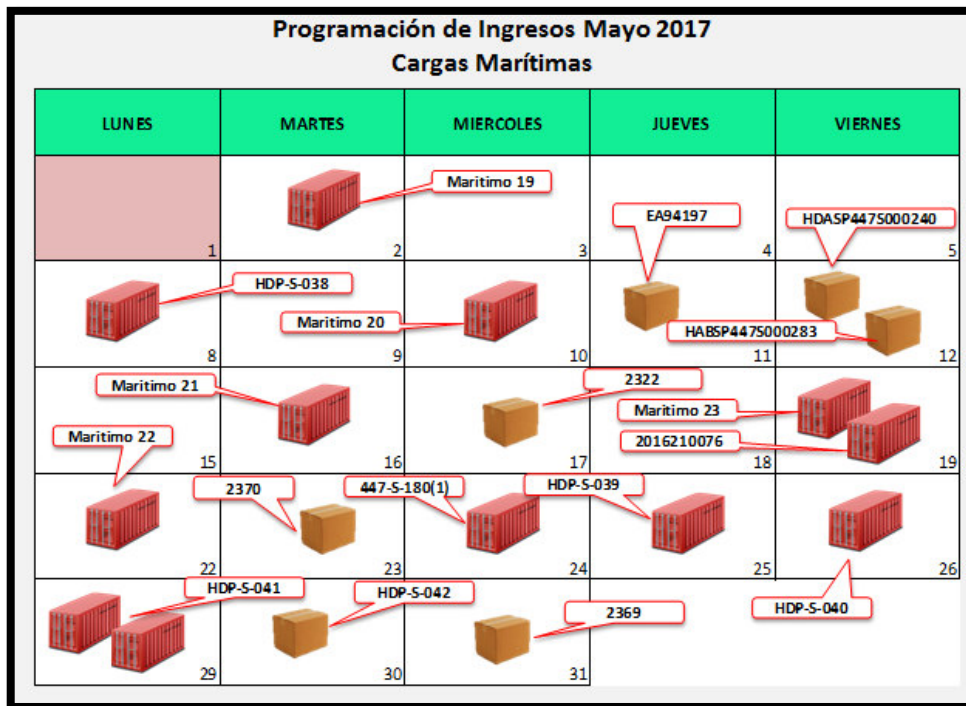 Programación de Ingresos Mayo 2017
Cargas Marítimas
LUNES MARTES MIERCOLES JUEVES VIERNES
Maritimo 19
EA94197
HDASP447S000240
1 2 3 4 5
HDP-S-038
Maritimo 20
HABSP447S000283
8 9 10 11 12
Maritimo 21
2322
Maritimo 23
Maritimo 22
2016210076
15 16 17 18 19
2370
447-S-180(1)
HDP-S-039
22 23 24 25 26
HDP-S-041
HDP-S-042
2369
HDP-S-040
29 30 31